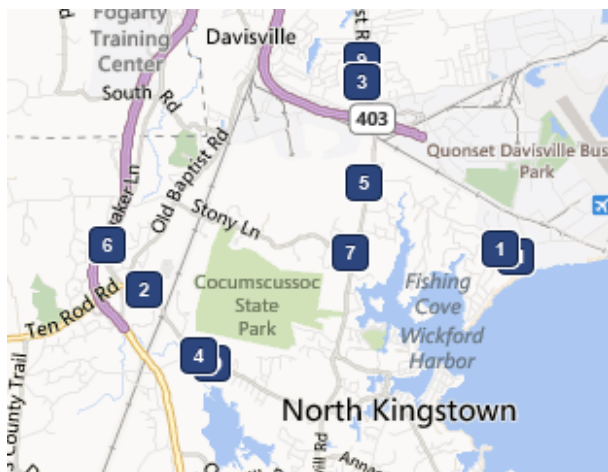 Fogarty
Training
Center
Davisville
9
3
403
South Rd
Old Baptist Rd
Quonset Davisville Bus
Park
5
Stony Ln
6
7
1
2
Cocumscussoc
State
Park
Fishing
Cove
Wickford
Harbor
Ten Rod Rd
4
North Kingstown
County Trail